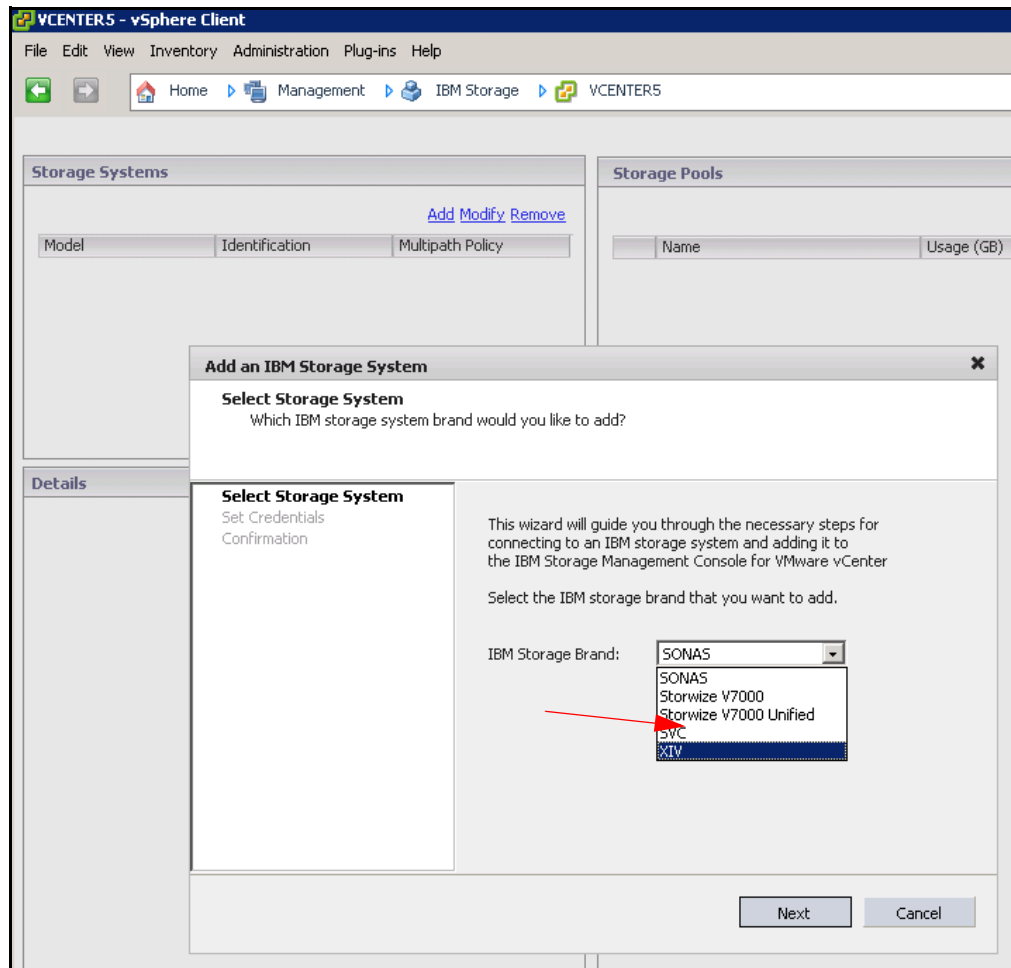 VCENTER5 - vSphere Client
File Edit View Inventory Administration Plug-ins Help
Home Management IBM Storage VCENTER5
Storage Systems
Storage Pools
Add Modify Remove
Model Identification Multipath Policy
Name Usage (GB)
Add an IBM Storage System
Select Storage System
Which IBM storage system brand would you like to add?
Details
Select Storage System
Set Credentials
Confirmation
This wizard will guide you through the necessary steps for
connecting to an IBM storage system and adding it to
the IBM Storage Management Console for VMware vCenter
Select the IBM storage brand that you want to add.
IBM Storage Brand: SONAS
SONAS
Storwize V7000
Storwize V7000 Unified
SVC
XIV
Next Cancel